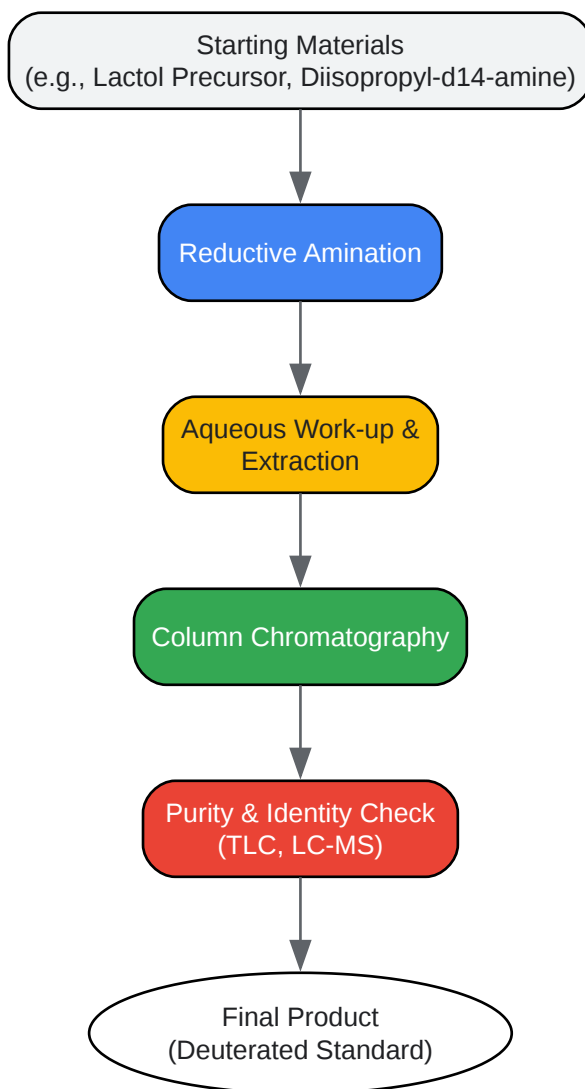 Starting Materials
(e.g., Lactol Precursor, Diisopropyl-d14-amine)
Reductive Amination
Aqueous Work-up &
Extraction
Column Chromatography
Purity & Identity Check
(TLC, LC-MS)
Final Product
(Deuterated Standard)